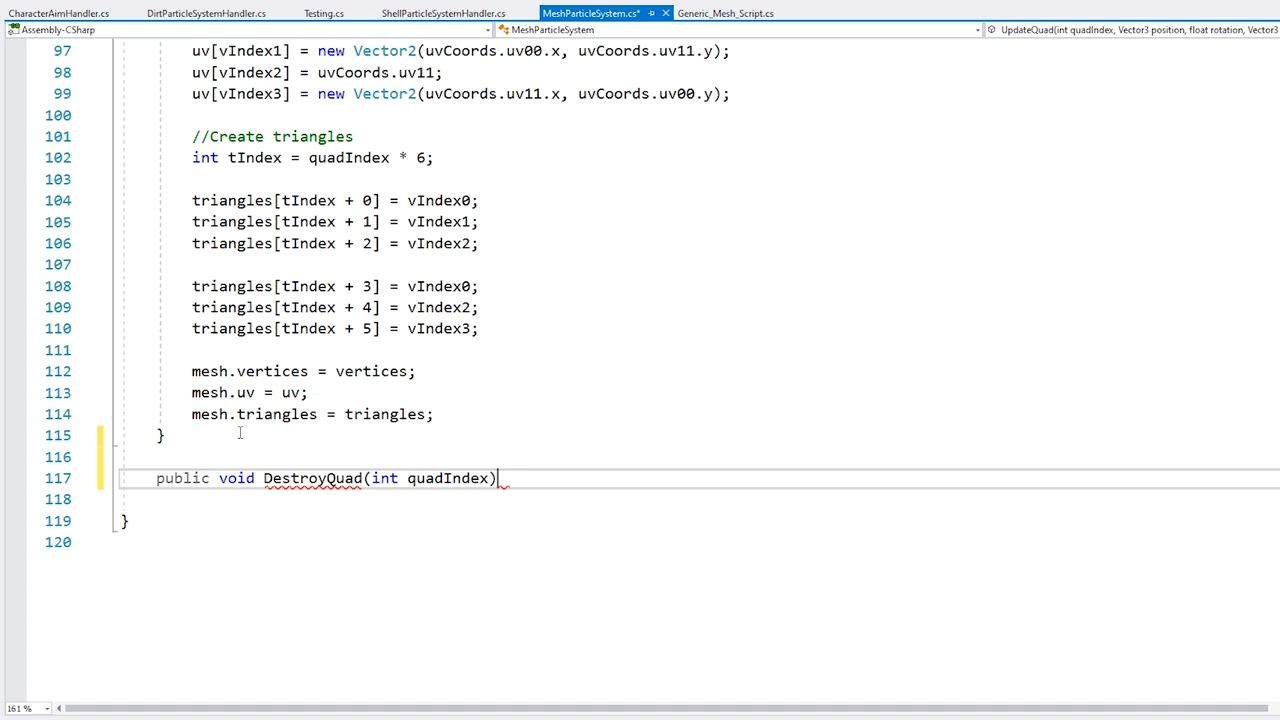 CharacterAimHandler.cs DirtParticleSystemHandler.cs Testing.cs ShellParticleSystemHandler.cs MeshParticleSystem.cs* Generic_Mesh_Script.cs
Assembly-CSharp MeshParticleSystem UpdateQuad(int quadIndex, Vector3 position, float rotation, Vector3
97 uv[vIndex1] = new Vector2(uvCoords.uv00.x, uvCoords.uv11.y);
98 uv[vIndex2] = uvCoords.uv11;
99 uv[vIndex3] = new Vector2(uvCoords.uv11.x, uvCoords.uv00.y);
100
101 //Create triangles
102 int tIndex = quadIndex * 6;
103
104 triangles[tIndex + 0] = vIndex0;
105 triangles[tIndex + 1] = vIndex1;
106 triangles[tIndex + 2] = vIndex2;
107
108 triangles[tIndex + 3] = vIndex0;
109 triangles[tIndex + 4] = vIndex2;
110 triangles[tIndex + 5] = vIndex3;
111
112 mesh.vertices = vertices;
113 mesh.uv = uv;
114 mesh.triangles = triangles;
115 }
116
117 public void DestroyQuad(int quadIndex)
118
119 }
120
161 %